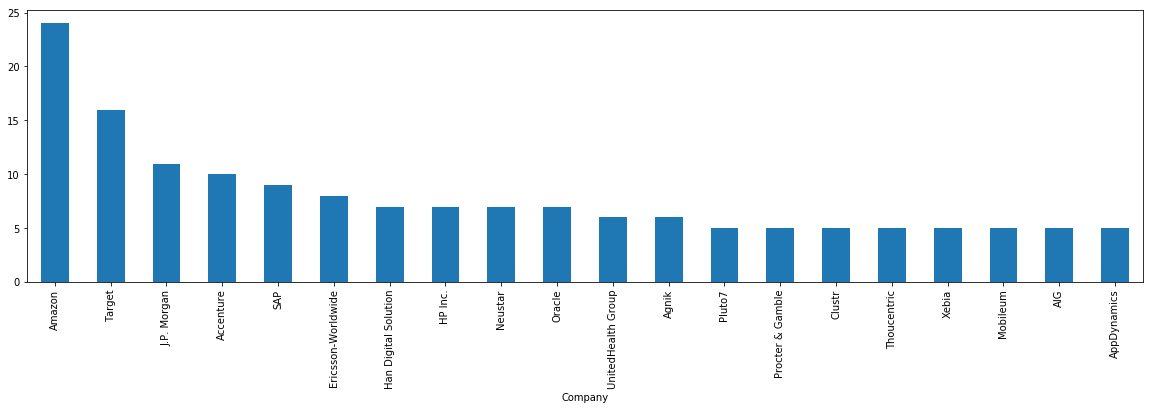 25
20
15
10
5
0
Amazon
Target
J.P. Morgan
Accenture
SAP
Ericsson-Worldwide
Han Digital Solution
HP Inc.
Neustar
Oracle
UnitedHealth Group
Agnik
Pluto7
Procter & Gamble
Clustr
Thoucentric
Xebia
Mobileum
AIG
AppDynamics
Company